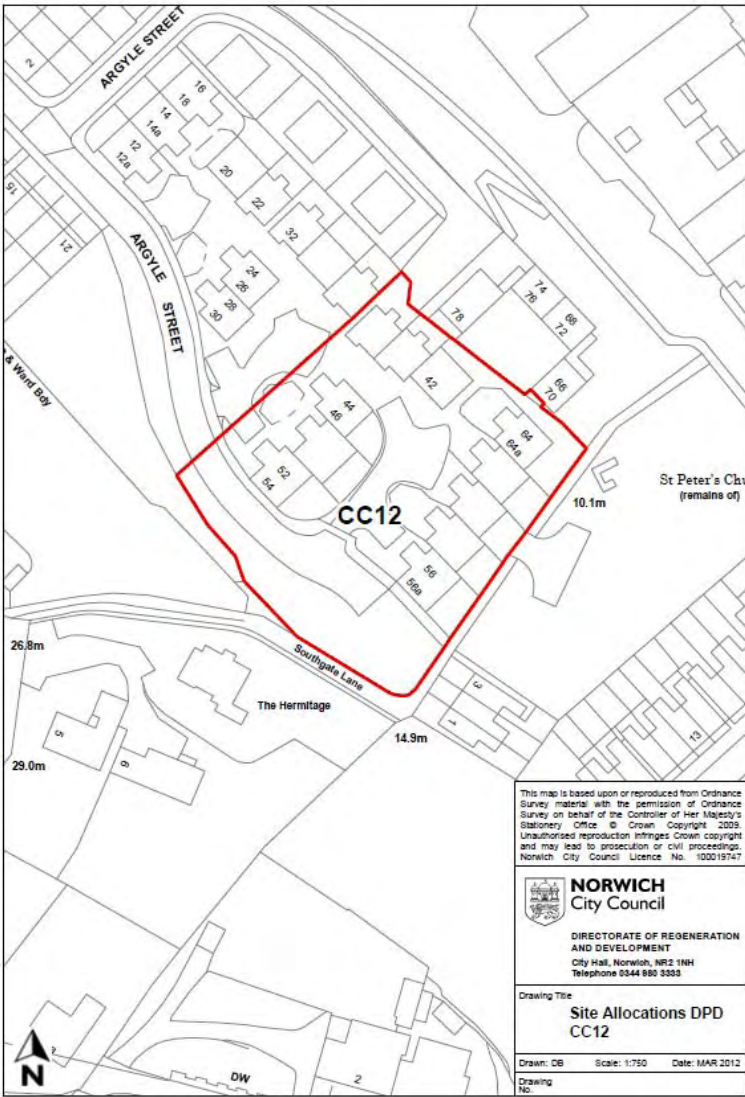 ARGYLE STREET
2
16
18
14
14a
12
12a
20
22
32
15
21
ARGYLE
STREET
24
26
28
30
& Ward Bdy
78
74
76
68
72
66
70
42
44
46
64
64a
52
54
CC12
St Peter's Chu
(remains of)
10.1m
56
56a
26.8m
Southgate Lane
The Hermitage
14.9m
3
1
13
5
6
29.0m
This map is based upon or reproduced from Ordnance
Survey material with the permission of Ordnance
Survey on behalf of the Controller of Her Majesty's
Stationery Office © Crown Copyright 2009.
Unauthorised reproduction infringes Crown copyright
and may lead to prosecution or civil proceedings.
Norwich City Council Licence No. 100019747
NORWICH
City Council
DIRECTORATE OF REGENERATION
AND DEVELOPMENT
City Hall, Norwich, NR2 1NH
Telephone 0344 980 3333
Drawing Title
Site Allocations DPD
CC12
Drawn: DB Scale: 1:750 Date: MAR 2012
Drawing
No.
N
DW
2